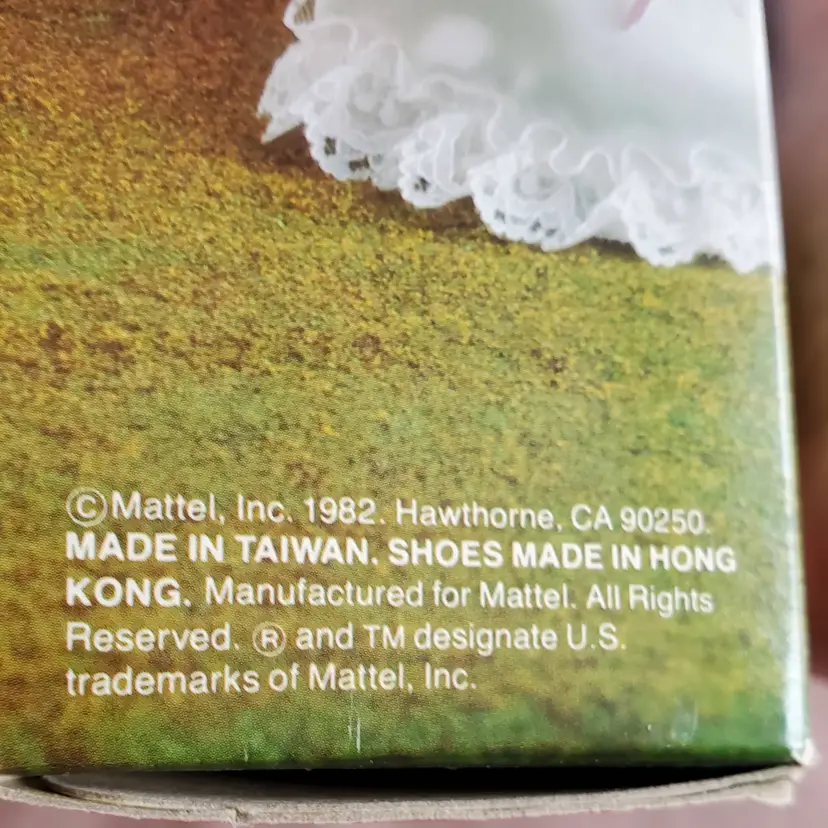 ©Mattel, Inc. 1982. Hawthorne, CA 90250.
MADE IN TAIWAN. SHOES MADE IN HONG
KONG. Manufactured for Mattel. All Rights
Reserved. ® and TM designate U.S.
trademarks of Mattel, Inc.